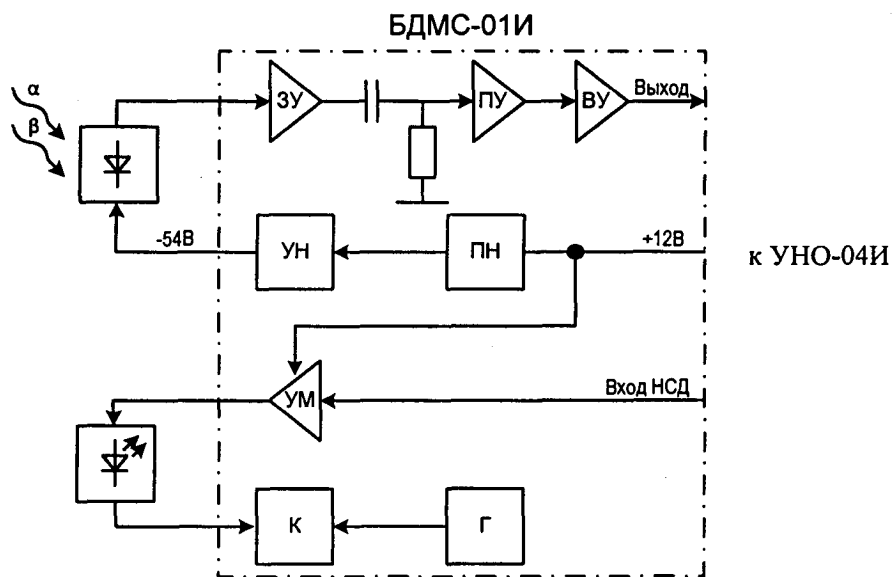 БДМС-01И
α
β
ЗУ
ПУ
ВУ
Выход
-54В
УН
ПН
+12В
к УНО-04И
УМ
Вход НСД
К
Г